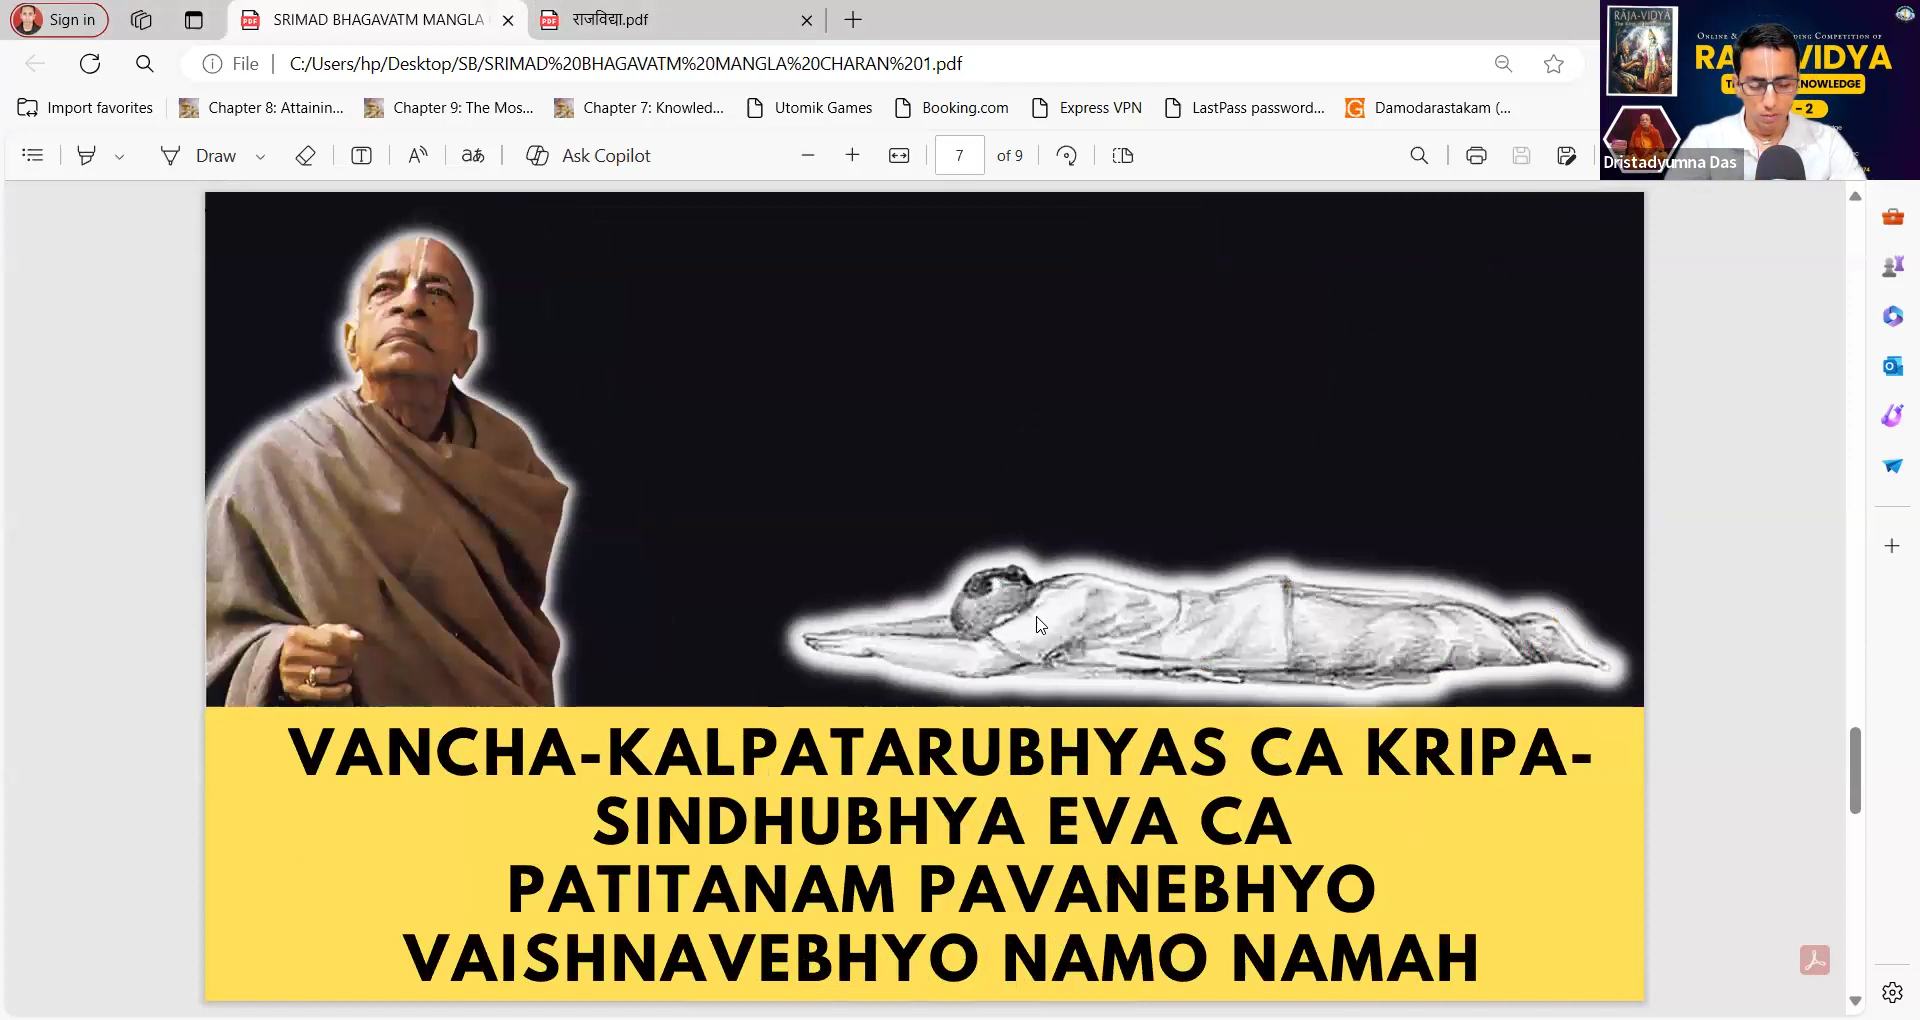 Sign in
SRIMAD BHAGAVATM MANGLA
राजविद्या.pdf
File
C:/Users/hp/Desktop/SB/SRIMAD%20BHAGAVATM%20MANGLA%20CHARAN%201.pdf
Import favorites
Chapter 8: Attainin...
Chapter 9: The Mos...
Chapter 7: Knowled...
Utomik Games
Booking.com
Express VPN
LastPass password...
Damodarastakam (...
Draw
aあ
Ask Copilot
7
of 9
RAJA-VIDYA
KNOWLEDGE
- 2
Dristadyumna Das
VANCHA-KALPATARUBHYAS CA KRIPA-
SINDHUBHYA EVA CA
PATITANAM PAVANEBHYO
VAISHNAVEBHYO NAMO NAMAH